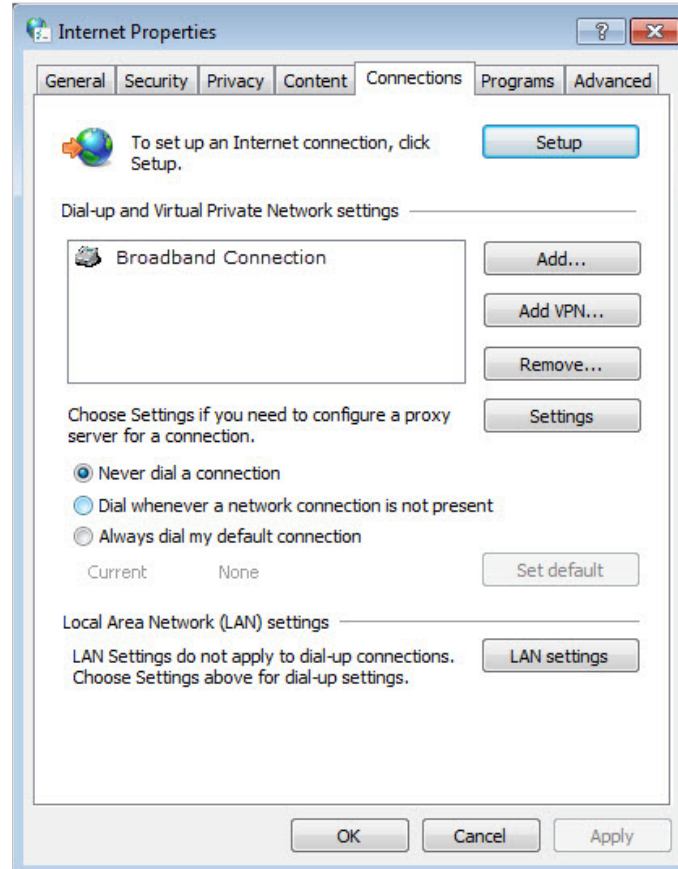 Internet Properties
General Security Privacy Content Connections Programs Advanced
To set up an Internet connection, click
Setup.
Setup
Dial-up and Virtual Private Network settings
Broadband Connection
Add...
Add VPN...
Remove...
Choose Settings if you need to configure a proxy
server for a connection.
Settings
Never dial a connection
Dial whenever a network connection is not present
Always dial my default connection
Current None
Set default
Local Area Network (LAN) settings
LAN Settings do not apply to dial-up connections.
Choose Settings above for dial-up settings.
LAN settings
OK Cancel Apply